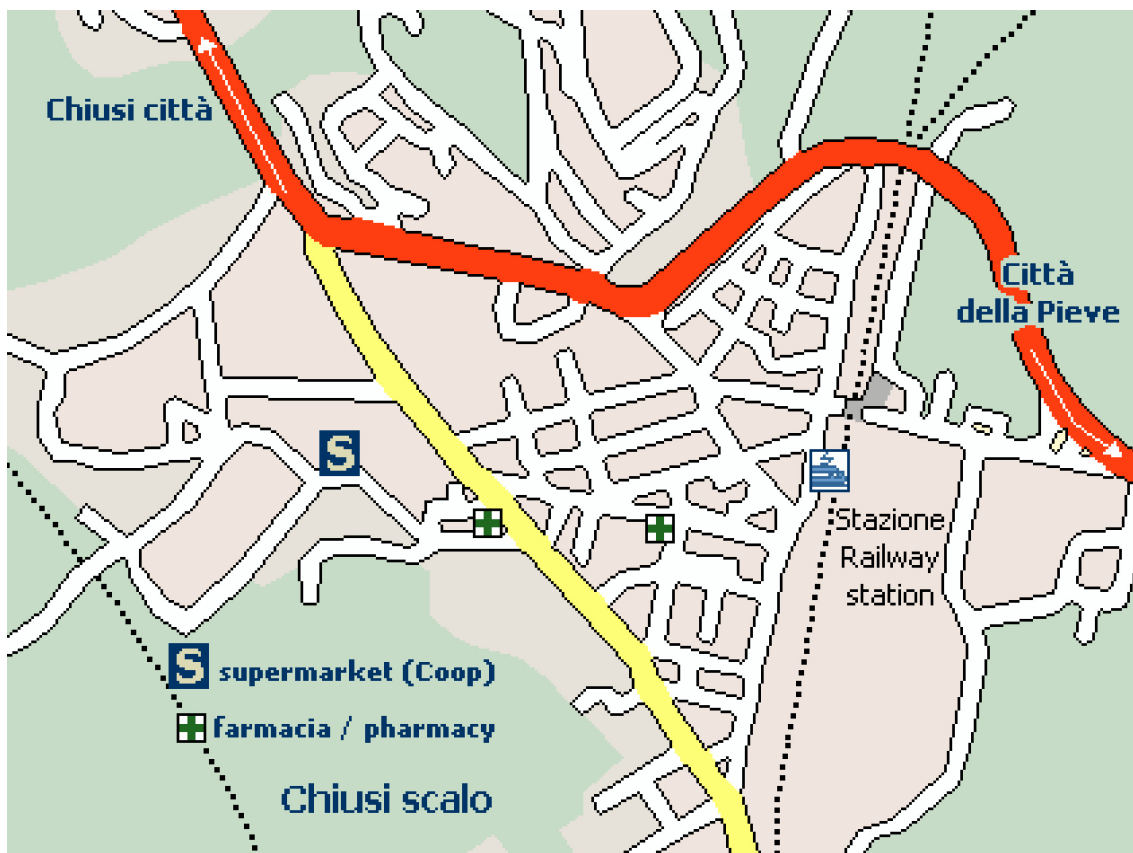 Chiusi città
Città
della Pieve
S
Stazione
Railway
station
S supermarket (Coop)
farmacia / pharmacy
Chiusi scalo